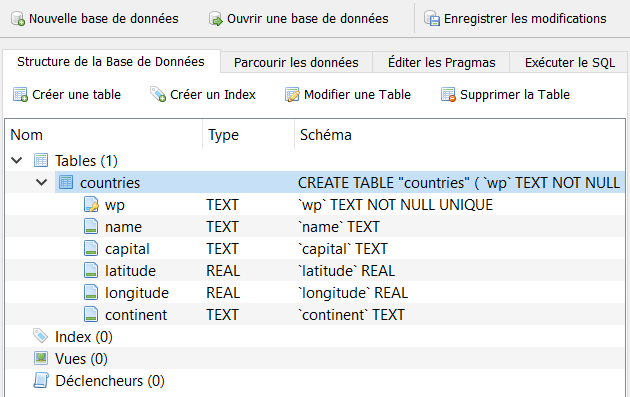 Nouvelle base de données Ouvrir une base de données Enregistrer les modifications
Structure de la Base de Données Parcourir les données Éditer les Pragmas Exécuter le SQL
Créer une table Créer un Index Modifier une Table Supprimer la Table
Nom Type Schéma
Tables (1)
countries CREATE TABLE "countries" ( `wp` TEXT NOT NULL
wp TEXT `wp` TEXT NOT NULL UNIQUE
name TEXT `name` TEXT
capital TEXT `capital` TEXT
latitude REAL `latitude` REAL
longitude REAL `longitude` REAL
continent TEXT `continent` TEXT
Index (0)
Vues (0)
Déclencheurs (0)